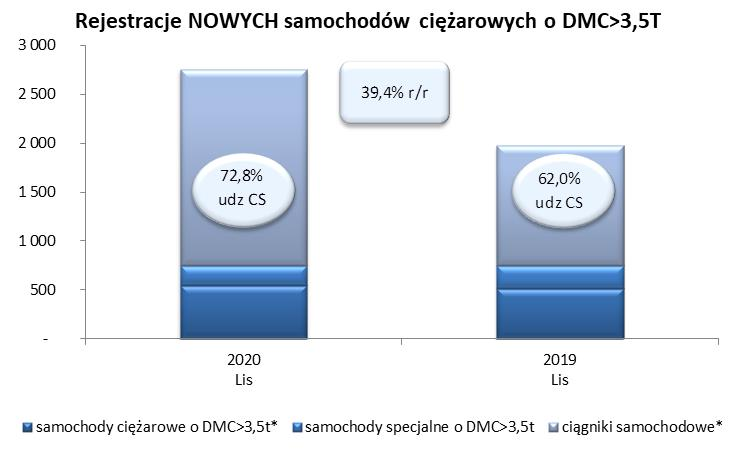 Rejestracje NOWYCH samochodów ciężarowych o DMC>3,5T
3 000
2 500
2 000
1 500
1 000
500
-
39,4% r/r
72,8%
udz CS
62,0%
udz CS
2020
Lis
2019
Lis
samochody ciężarowe o DMC>3,5t*
samochody specjalne o DMC>3,5t
ciągniki samochodowe*